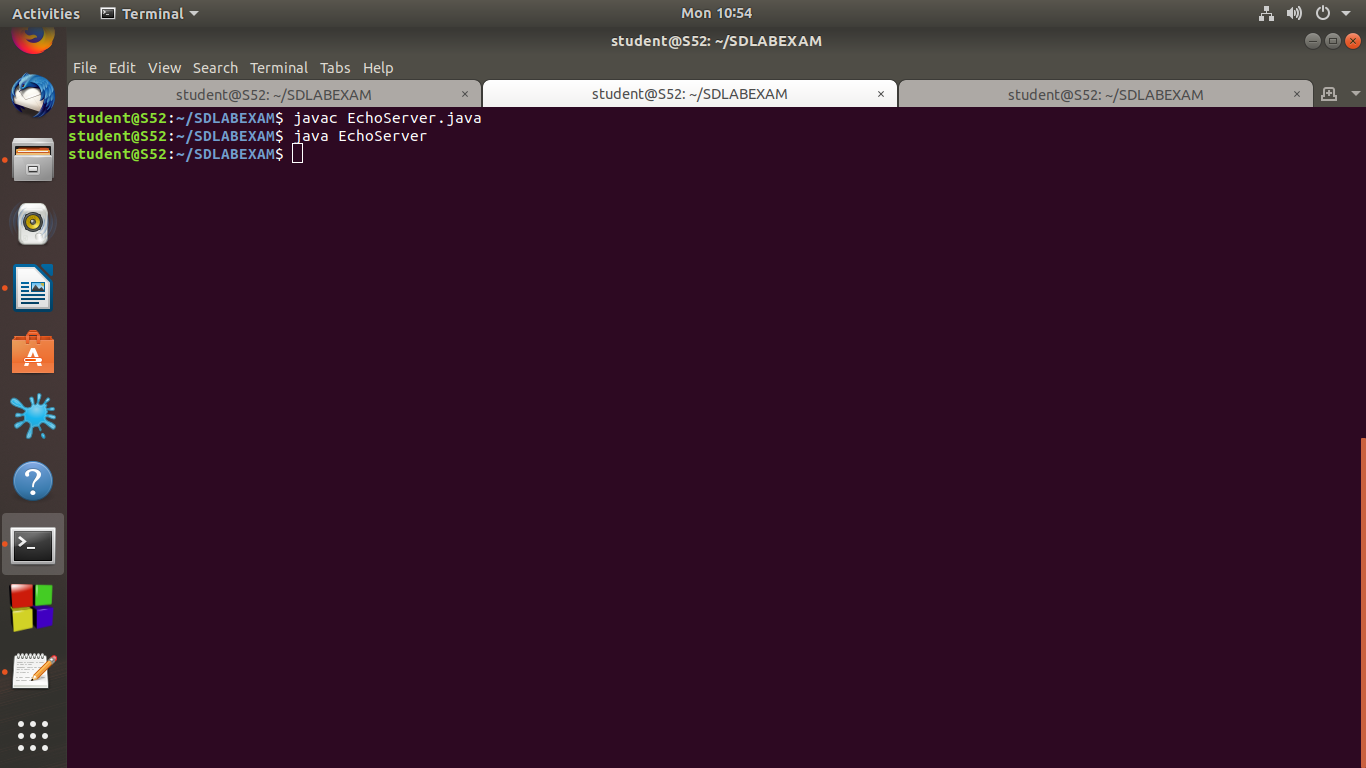 Activities Terminal Mon 10:54
student@S52: ~/SDLABEXAM
File Edit View Search Terminal Tabs Help
student@S52: ~/SDLABEXAM × student@S52: ~/SDLABEXAM × student@S52: ~/SDLABEXAM ×
student@S52:~/SDLABEXAM$ javac EchoServer.java
student@S52:~/SDLABEXAM$ java EchoServer
student@S52:~/SDLABEXAM$